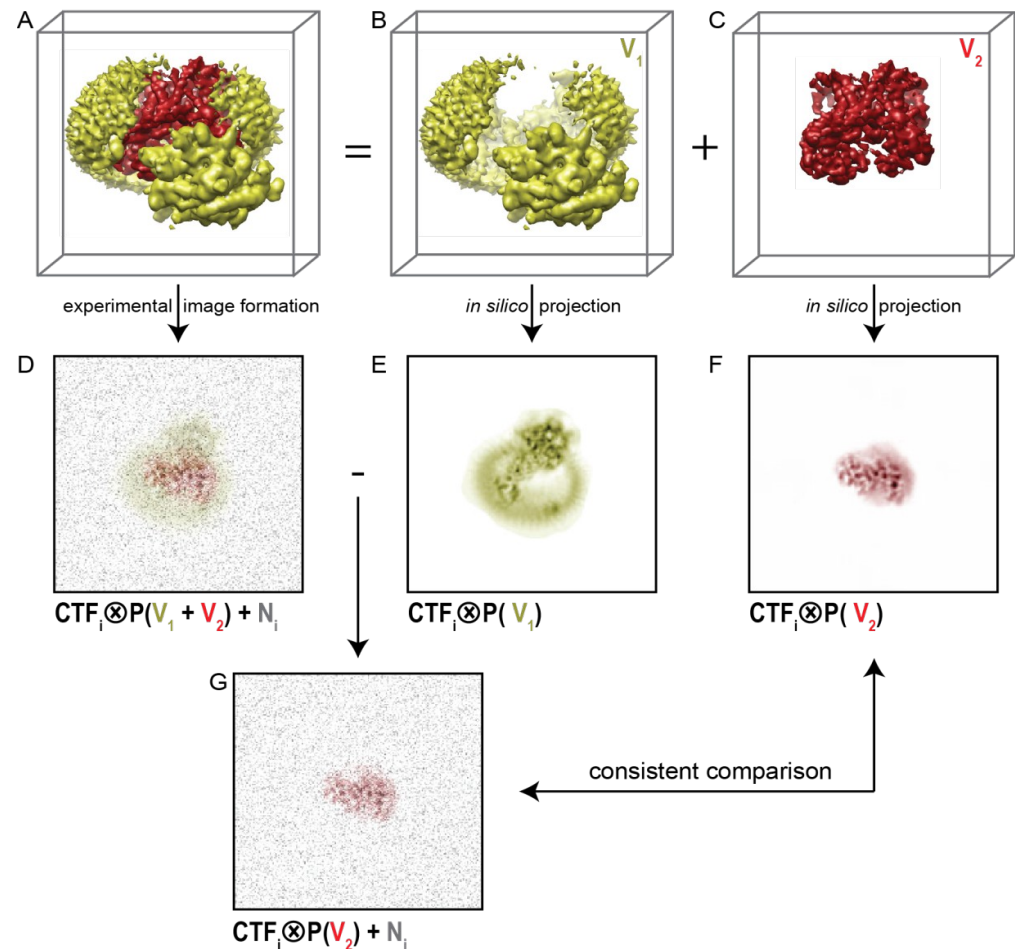 A
B
C
V₁
V₂
=
+
experimental image formation
in silico projection
in silico projection
D
E
F
-
CTFᵢ⊗P(V₁ + V₂) + Nᵢ
CTFᵢ⊗P( V₁)
CTFᵢ⊗P( V₂)
G
consistent comparison
CTFᵢ⊗P(V₂) + Nᵢ